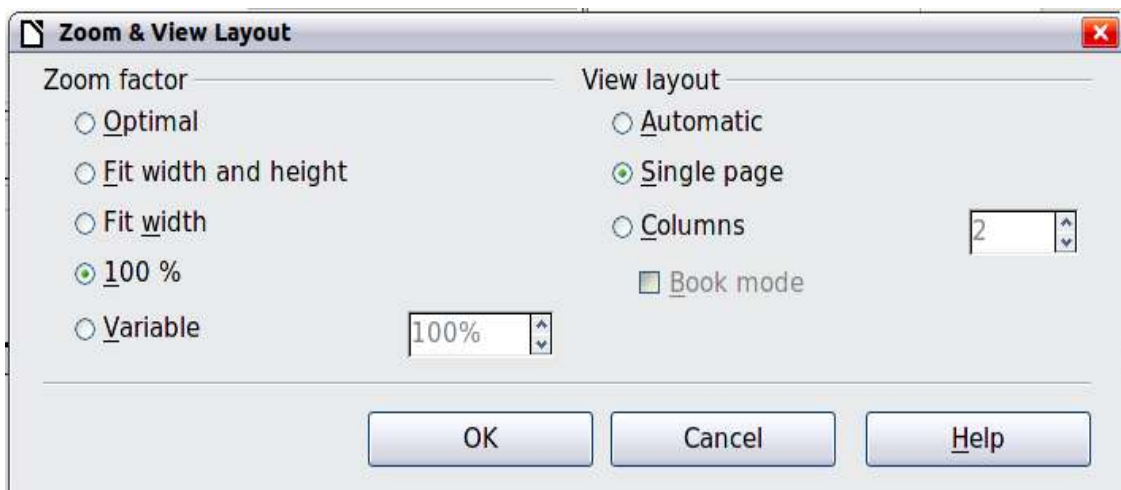 Zoom & View Layout
Zoom factor
Optimal
Fit width and height
Fit width
100 %
Variable
100%
View layout
Automatic
Single page
Columns
2
Book mode
OK
Cancel
Help